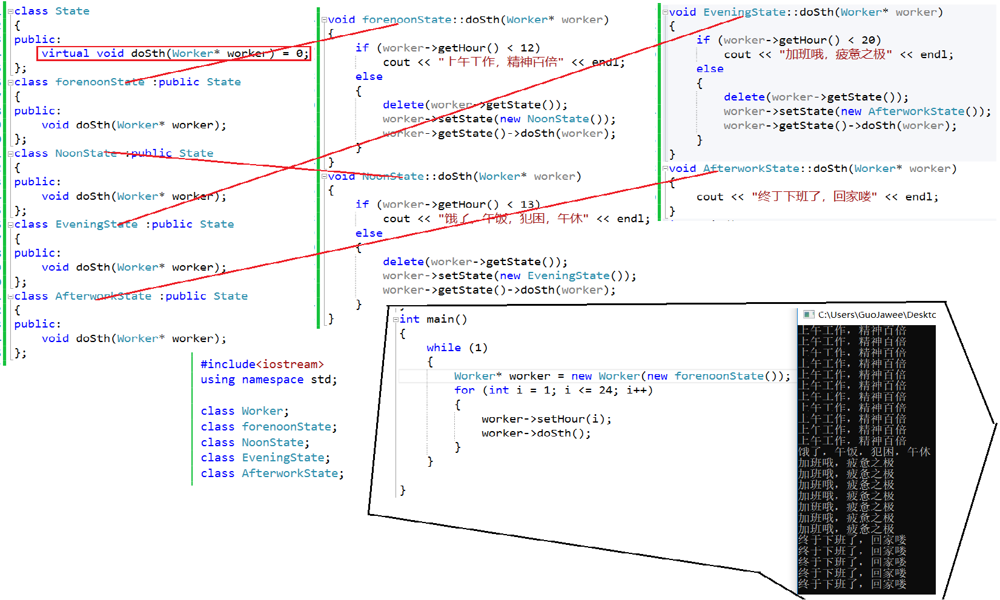 class State
{
public:
virtual void doSth(Worker* worker) = 0;
};
class forenoonState :public State
{
public:
void doSth(Worker* worker);
};
class NoonState :public State
{
public:
void doSth(Worker* worker);
};
class EveningState :public State
{
public:
void doSth(Worker* worker);
};
class AfterworkState :public State
{
public:
void doSth(Worker* worker);
};
#include<iostream>
using namespace std;
class Worker;
class forenoonState;
class NoonState;
class EveningState;
class AfterworkState;
void forenoonState::doSth(Worker* worker)
{
if (worker->getHour() < 12)
cout << "上午工作，精神百倍" << endl;
else
{
delete(worker->getState());
worker->setState(new NoonState());
worker->getState()->doSth(worker);
}
}
void NoonState::doSth(Worker* worker)
{
if (worker->getHour() < 13)
cout << "饿了，午饭，犯困，午休" << endl;
else
{
delete(worker->getState());
worker->setState(new EveningState());
worker->getState()->doSth(worker);
}
}
void EveningState::doSth(Worker* worker)
{
if (worker->getHour() < 20)
cout << "加班哦，疲惫之极" << endl;
else
{
delete(worker->getState());
worker->setState(new AfterworkState());
worker->getState()->doSth(worker);
}
}
void AfterworkState::doSth(Worker* worker)
{
cout << "终于下班了，回家喽" << endl;
}
int main()
{
while (1)
{
Worker* worker = new Worker(new forenoonState());
for (int i = 1; i <= 24; i++)
{
worker->setHour(i);
worker->doSth();
}
}
}
C:\Users\GuoJawee\Deskto
上午工作，精神百倍
上午工作，精神百倍
上午工作，精神百倍
上午工作，精神百倍
上午工作，精神百倍
上午工作，精神百倍
上午工作，精神百倍
上午工作，精神百倍
上午工作，精神百倍
上午工作，精神百倍
上午工作，精神百倍
饿了，午饭，犯困，午休
加班哦，疲惫之极
加班哦，疲惫之极
加班哦，疲惫之极
加班哦，疲惫之极
加班哦，疲惫之极
加班哦，疲惫之极
加班哦，疲惫之极
终于下班了，回家喽
终于下班了，回家喽
终于下班了，回家喽
终于下班了，回家喽
终于下班了，回家喽